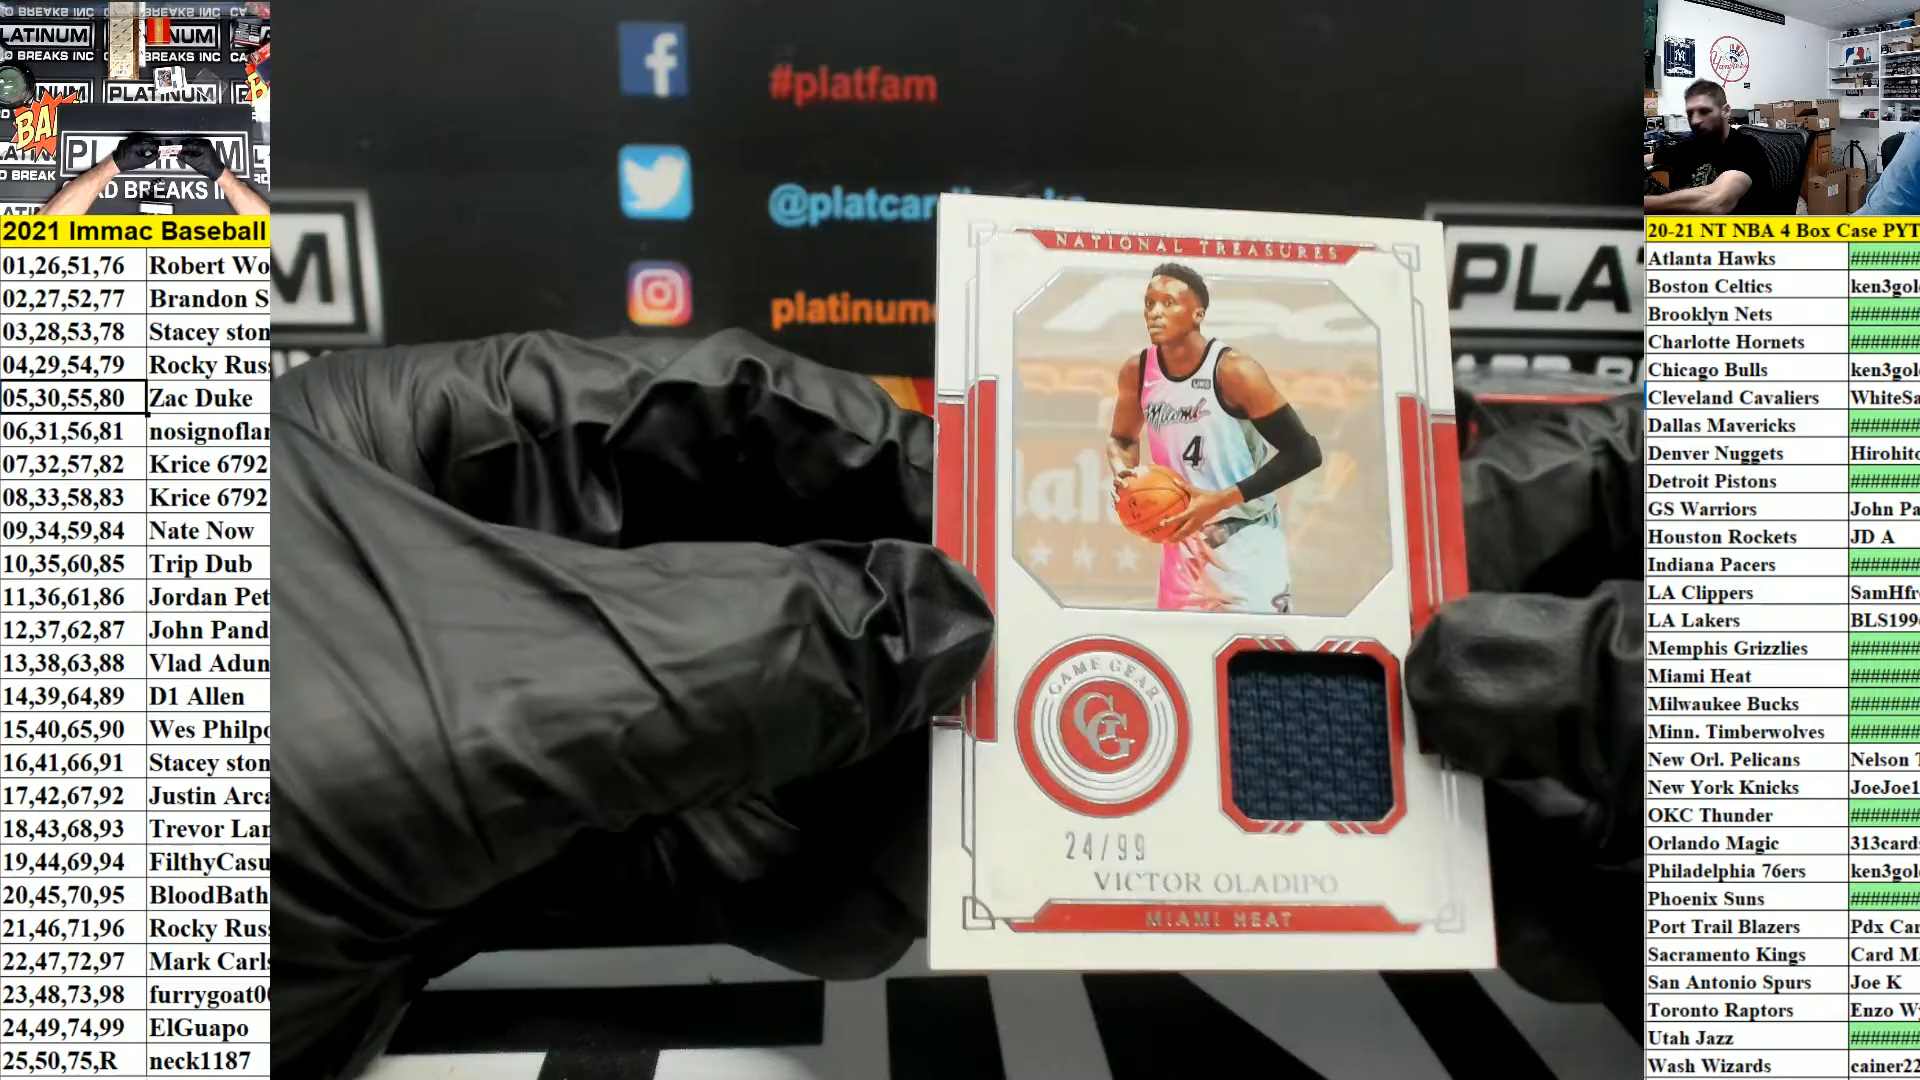 PLATINUM
#platfam
@platcar
platinum
PLA
2021 Immac Baseball
01,26,51,76 Robert Wo
02,27,52,77 Brandon S
03,28,53,78 Stacey ston
04,29,54,79 Rocky Rus
05,30,55,80 Zac Duke
06,31,56,81 nosignoflar
07,32,57,82 Krice 6792
08,33,58,83 Krice 6792
09,34,59,84 Nate Now
10,35,60,85 Trip Dub
11,36,61,86 Jordan Pet
12,37,62,87 John Pand
13,38,63,88 Vlad Adun
14,39,64,89 D1 Allen
15,40,65,90 Wes Philpo
16,41,66,91 Stacey ston
17,42,67,92 Justin Arca
18,43,68,93 Trevor Lar
19,44,69,94 FilthyCasu
20,45,70,95 BloodBath
21,46,71,96 Rocky Rus
22,47,72,97 Mark Carls
23,48,73,98 furrygoat0
24,49,74,99 ElGuapo
25,50,75,R neck1187
NATIONAL TREASURES
Miami
4
GAME GEAR
GG
24/99
VICTOR OLADIPO
MIAMI HEAT
20-21 NT NBA 4 Box Case PYT
Atlanta Hawks #######
Boston Celtics ken3gol
Brooklyn Nets #######
Charlotte Hornets #######
Chicago Bulls ken3gol
Cleveland Cavaliers WhiteSa
Dallas Mavericks #######
Denver Nuggets Hirohito
Detroit Pistons #######
GS Warriors John Pa
Houston Rockets JD A
Indiana Pacers #######
LA Clippers SamHfr
LA Lakers BLS199
Memphis Grizzlies #######
Miami Heat #######
Milwaukee Bucks #######
Minn. Timberwolves #######
New Orl. Pelicans Nelson T
New York Knicks JoeJoe1
OKC Thunder #######
Orlando Magic 313card
Philadelphia 76ers ken3gol
Phoenix Suns #######
Port Trail Blazers Pdx Car
Sacramento Kings Card M
San Antonio Spurs Joe K
Toronto Raptors Enzo W
Utah Jazz #######
Wash Wizards cainer22